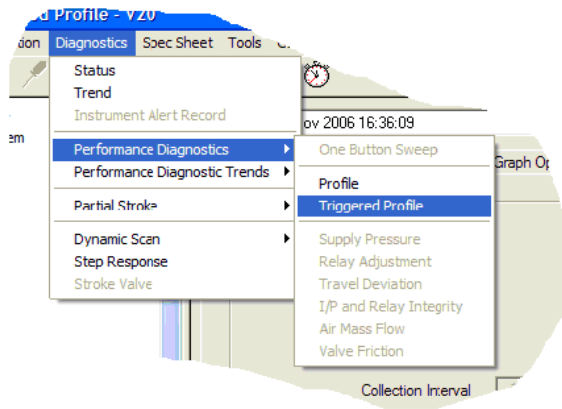 Profile - V20
Diagnostics Spec Sheet Tools
Status
Trend
Instrument Alert Record
ov 2006 16:36:09
em
Performance Diagnostics
One Button Sweep
Graph Op
Performance Diagnostic Trends
Profile
Partial Stroke
Triggered Profile
Dynamic Scan
Supply Pressure
Step Response
Relay Adjustment
Stroke Valve
Travel Deviation
I/P and Relay Integrity
Air Mass Flow
Valve Friction
Collection Interval